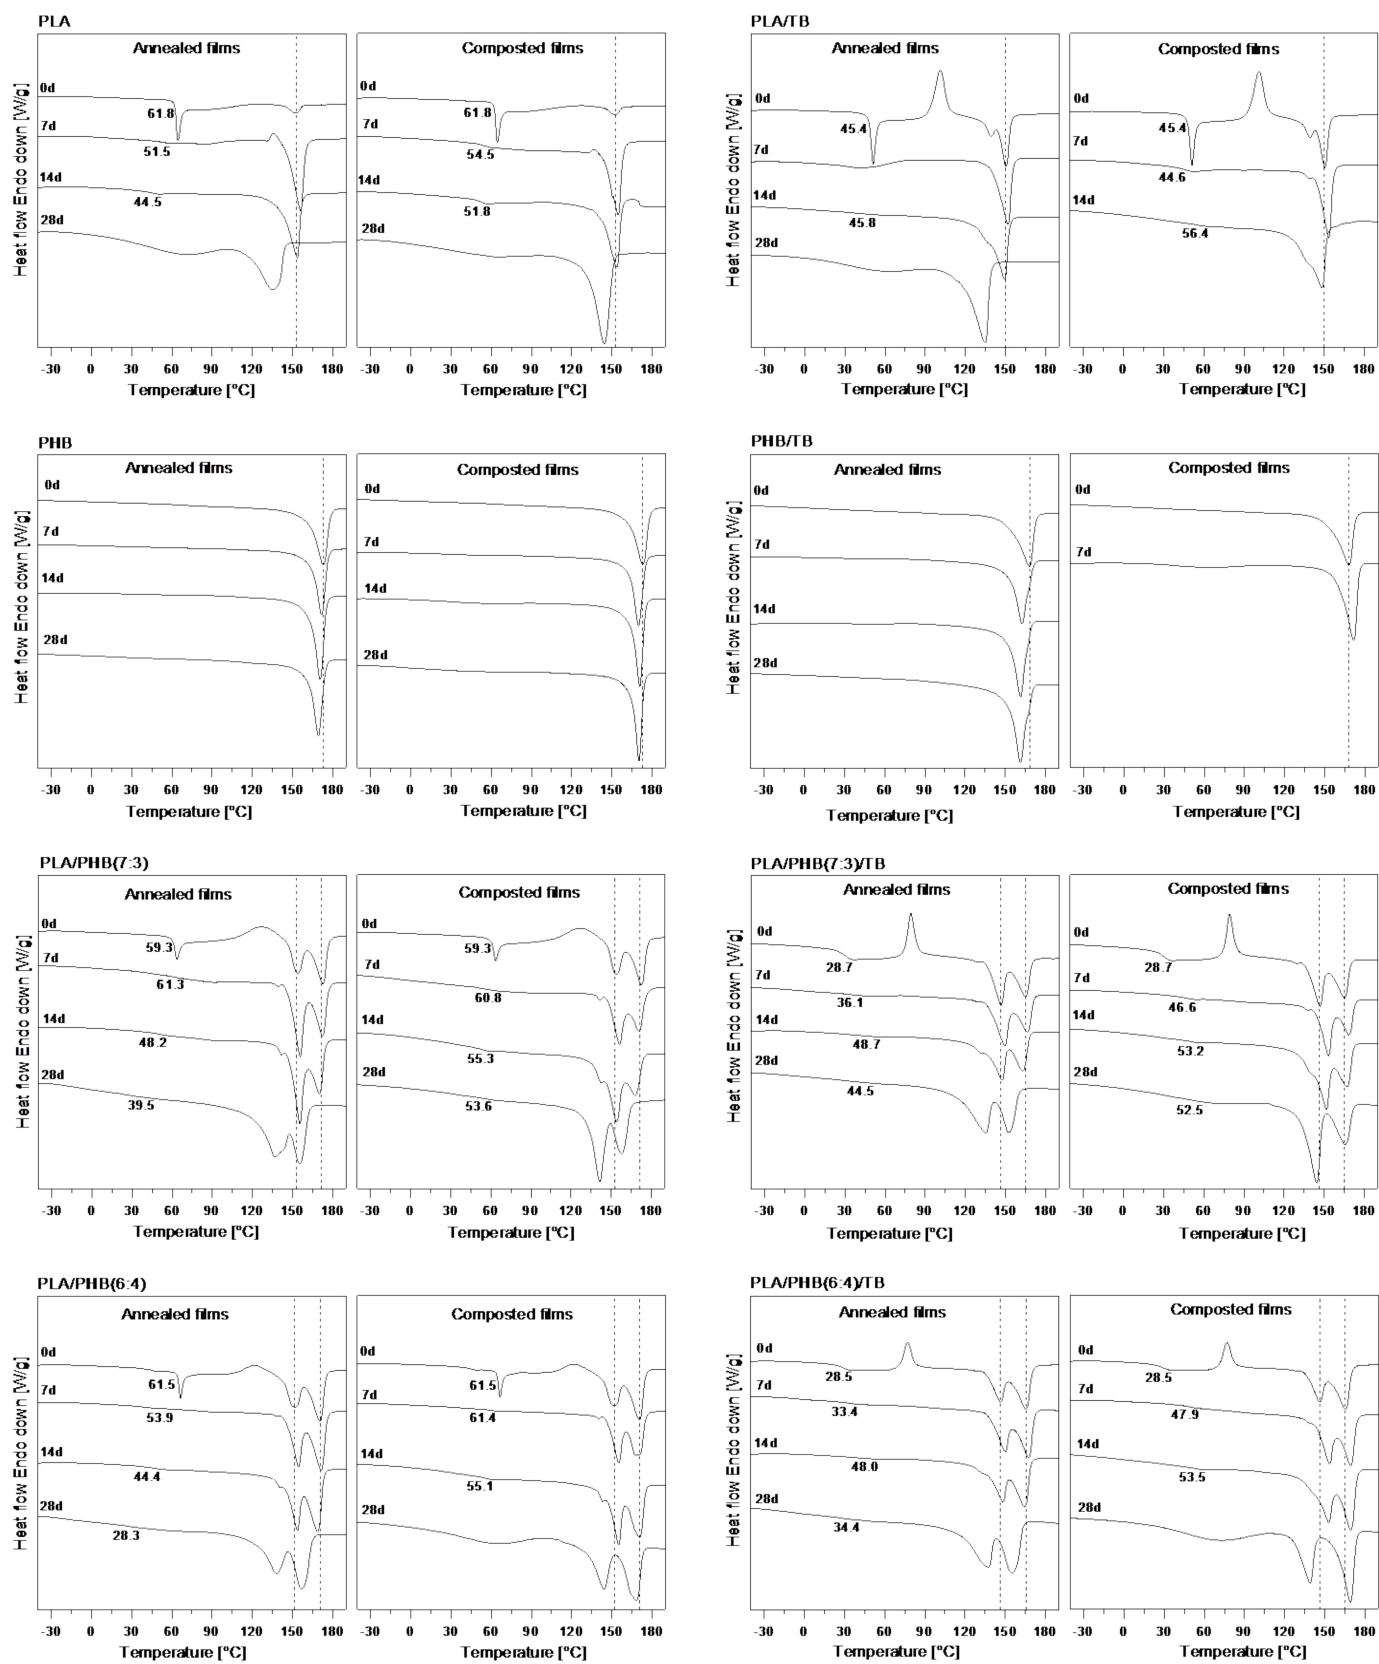 PLA
Annealed films
Composted films
Heat flow Endo down [W/g]
0d
61.8
7d
51.5
14d
44.5
28d
0d
61.8
7d
54.5
14d
51.8
28d
-30 0 30 60 90 120 150 180
-30 0 30 60 90 120 150 180
Temperature [ºC]
Temperature [ºC]
PLA/TB
Annealed films
Composted films
Heat flow Endo down [W/g]
0d
45.4
7d
14d
45.8
28d
0d
45.4
7d
44.6
14d
56.4
-30 0 30 60 90 120 150 180
-30 0 30 60 90 120 150 180
Temperature [ºC]
Temperature [ºC]
PHB
Annealed films
Composted films
Heat flow Endo down [W/g]
0d
7d
14d
28d
0d
7d
14d
28d
-30 0 30 60 90 120 150 180
-30 0 30 60 90 120 150 180
Temperature [ºC]
Temperature [ºC]
PHB/TB
Annealed films
Composted films
Heat flow Endo down [W/g]
0d
7d
14d
28d
0d
7d
-30 0 30 60 90 120 150 180
-30 0 30 60 90 120 150 180
Temperature [ºC]
Temperature [ºC]
PLA/PHB(7:3)
Annealed films
Composted films
Heat flow Endo down [W/g]
0d
59.3
7d
61.3
14d
48.2
28d
39.5
0d
59.3
7d
60.8
14d
55.3
28d
53.6
-30 0 30 60 90 120 150 180
-30 0 30 60 90 120 150 180
Temperature [ºC]
Temperature [ºC]
PLA/PHB(7:3)/TB
Annealed films
Composted films
Heat flow Endo down [W/g]
0d
28.7
7d
36.1
14d
48.7
28d
44.5
0d
28.7
7d
46.6
14d
53.2
28d
52.5
-30 0 30 60 90 120 150 180
-30 0 30 60 90 120 150 180
Temperature [ºC]
Temperature [ºC]
PLA/PHB(6:4)
Annealed films
Composted films
Heat flow Endo down [W/g]
0d
61.5
7d
53.9
14d
44.4
28d
28.3
0d
61.5
7d
61.4
14d
55.1
28d
-30 0 30 60 90 120 150 180
-30 0 30 60 90 120 150 180
Temperature [ºC]
Temperature [ºC]
PLA/PHB(6:4)/TB
Annealed films
Composted films
Heat flow Endo down [W/g]
0d
28.5
7d
33.4
14d
48.0
28d
34.4
0d
28.5
7d
47.9
14d
53.5
28d
-30 0 30 60 90 120 150 180
-30 0 30 60 90 120 150 180
Temperature [ºC]
Temperature [ºC]